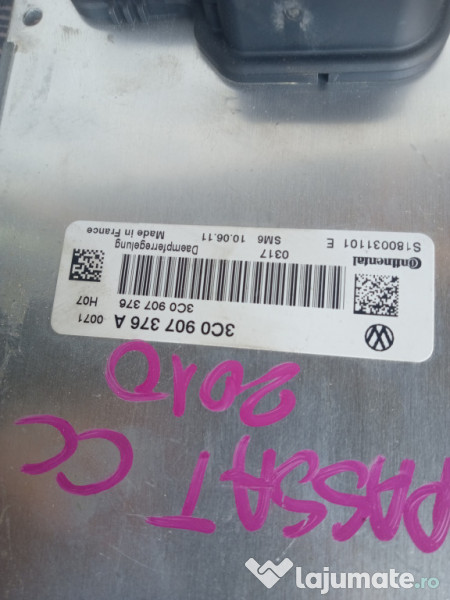 3C0 907 376 A 0071
3C0 907 376 H07
0317
SM6 10.06.11
Daempferregelung
Made in France
Continental
S180031101 E
PASSAT CC
2010
lajumate.ro